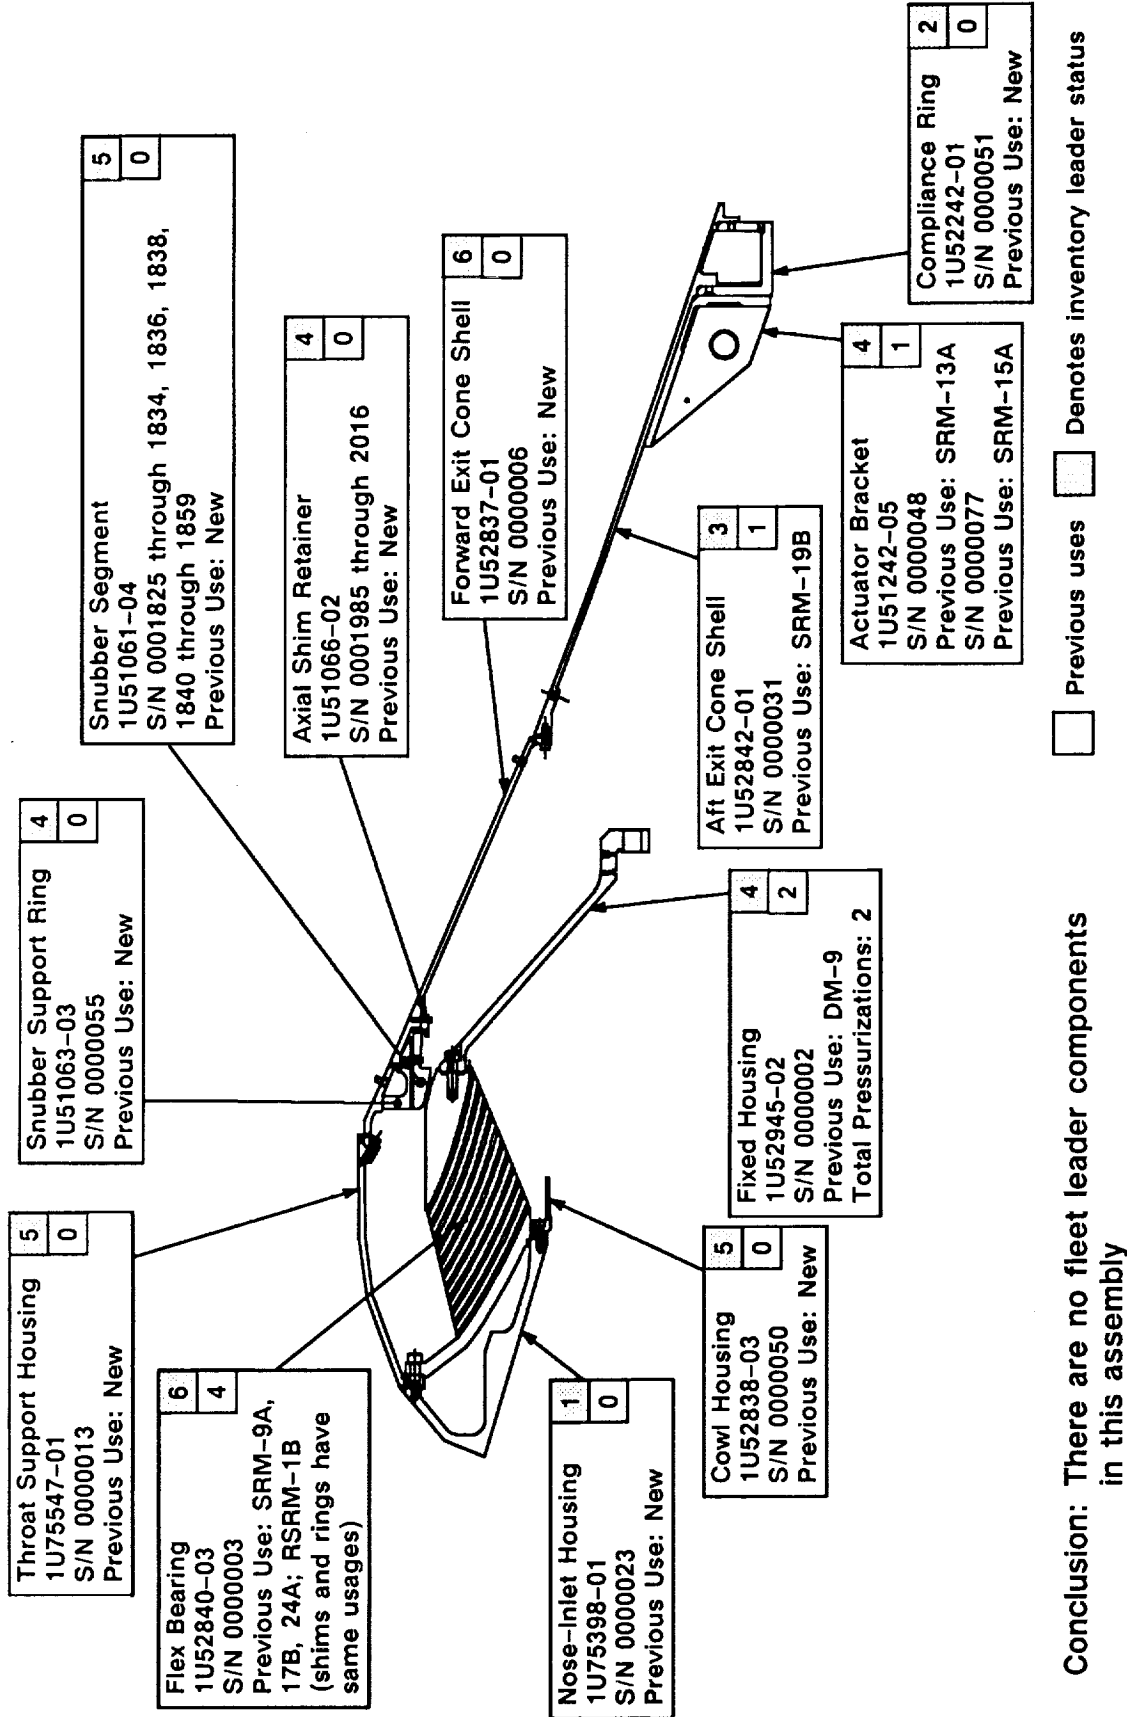 Throat Support Housing
1U75547-01
S/N 0000013
Previous Use: New
5
0
Snubber Support Ring
1U51063-03
S/N 0000055
Previous Use: New
4
0
Snubber Segment
1U51061-04
S/N 0001825 through 1834, 1836, 1838,
1840 through 1859
Previous Use: New
5
0
Flex Bearing
1U52840-03
S/N 0000003
Previous Use: SRM-9A,
17B, 24A; RSRM-1B
(shims and rings have
same usages)
6
4
Axial Shim Retainer
1U51066-02
S/N 0001985 through 2016
Previous Use: New
4
0
Forward Exit Cone Shell
1U52837-01
S/N 0000006
Previous Use: New
6
0
Nose-Inlet Housing
1U75398-01
S/N 0000023
Previous Use: New
1
0
Cowl Housing
1U52838-03
S/N 0000050
Previous Use: New
5
0
Fixed Housing
1U52945-02
S/N 0000002
Previous Use: DM-9
Total Pressurizations: 2
4
2
Aft Exit Cone Shell
1U52842-01
S/N 0000031
Previous Use: SRM-19B
3
1
Actuator Bracket
1U51242-05
S/N 0000048
Previous Use: SRM-13A
S/N 0000077
Previous Use: SRM-15A
4
1
Compliance Ring
1U52242-01
S/N 0000051
Previous Use: New
2
0
Previous uses
Denotes inventory leader status
Conclusion: There are no fleet leader components
in this assembly